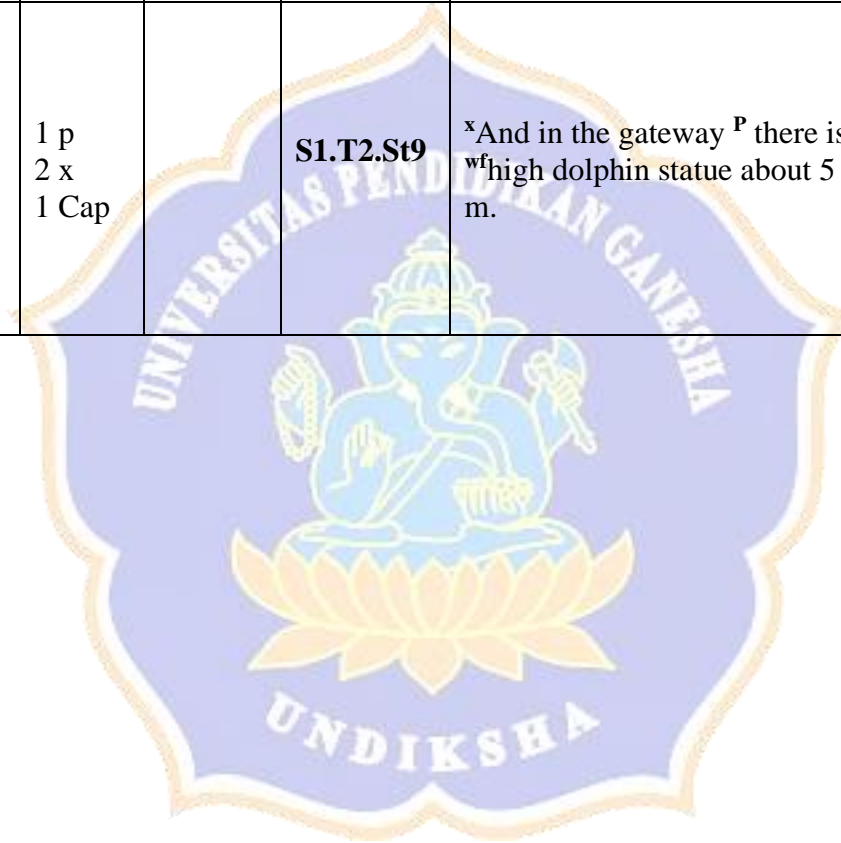 1 p
2 x
1 Cap
S1.T2.St9
xAnd in the gateway P there is
wfhigh dolphin statue about 5
m.
UNIVERSITAS PENDIDIKAN GANESHA
UNDIKSHA